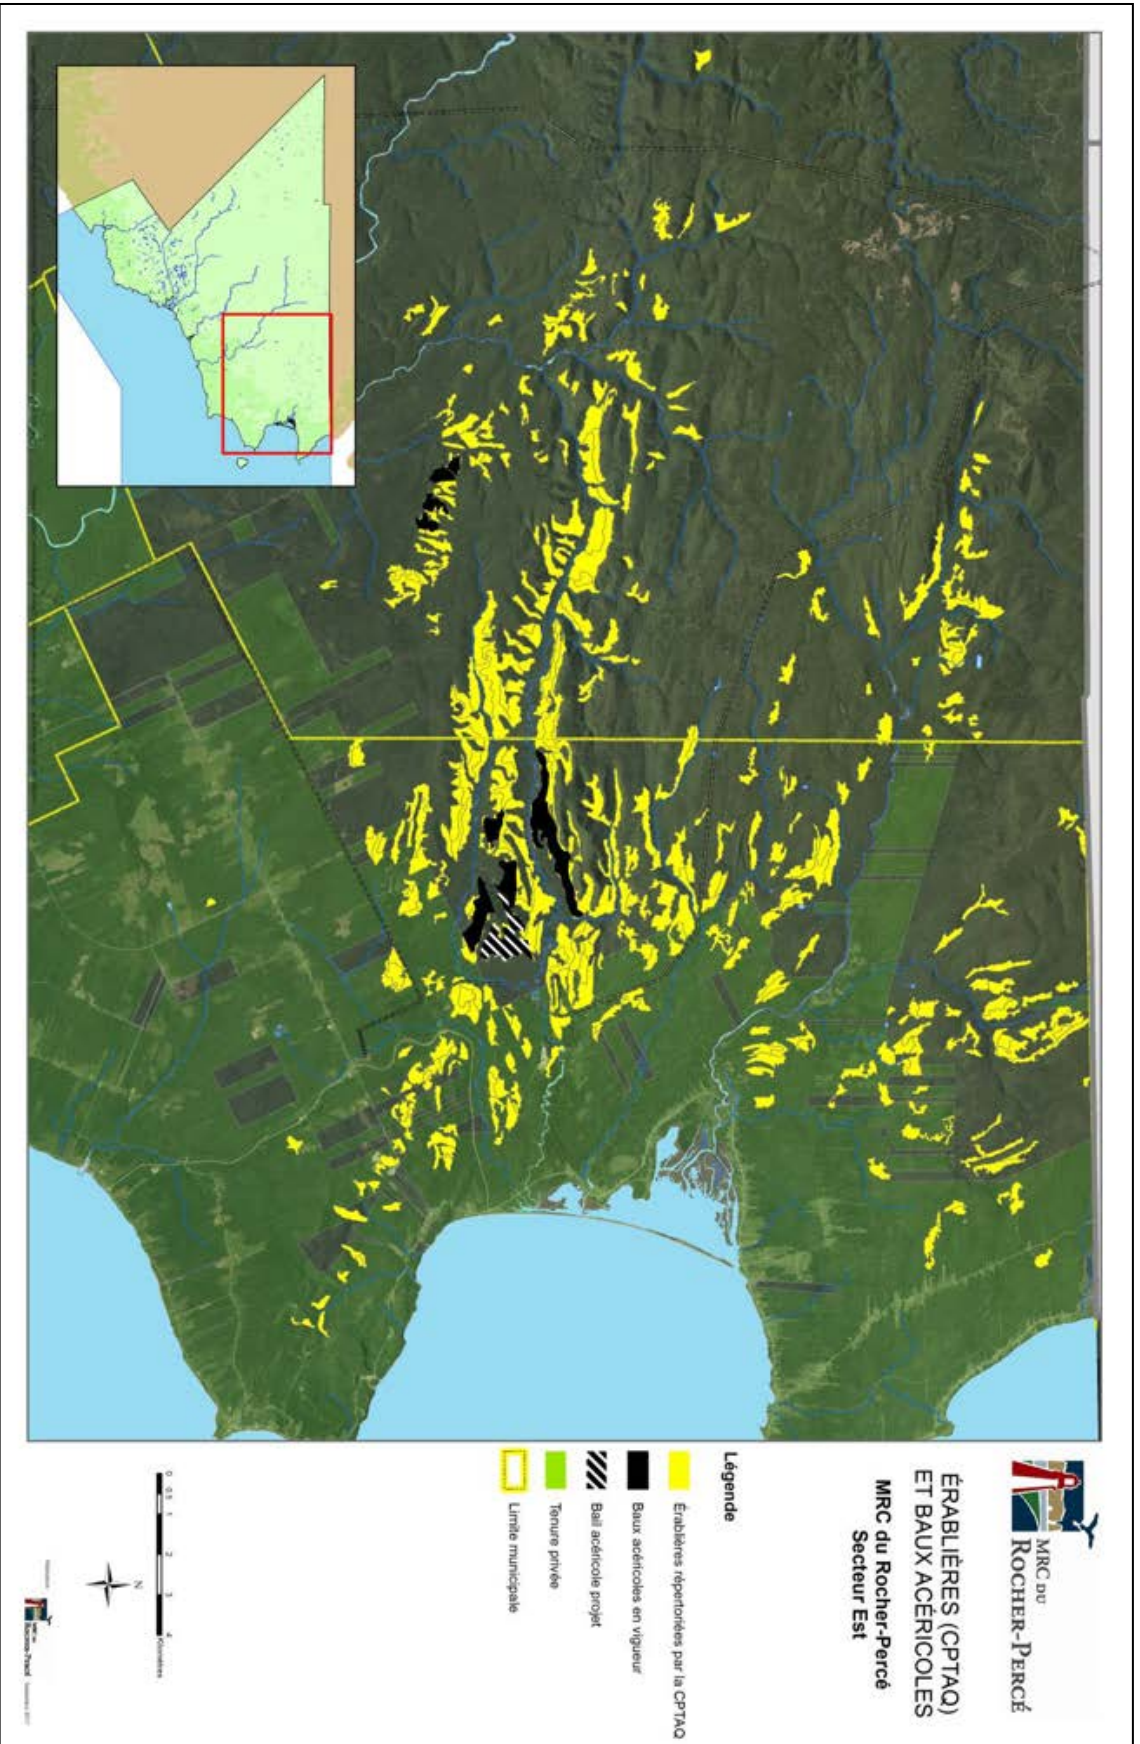 MRC DU
ROCHER-PERCÉ
ÉRABLIÈRES (CPTAQ)
ET BAUX ACÉRICOLES
MRC du Rocher-Percé
Secteur Est
Légende
Érablières répertoriées par la CPTAQ
Baux acéricoles en vigueur
Bail acéricole projet
Tenure privée
Limite municipale
0 0.5 1 2 3 4
Kilomètres
N
ROCHER-PERCÉ